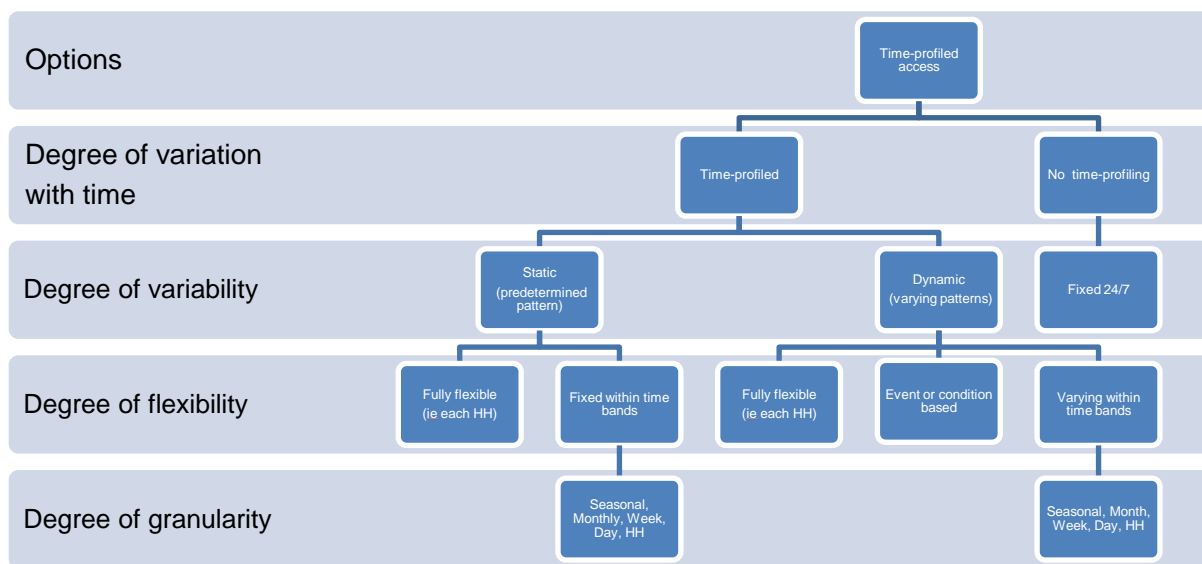 Options
Time-profiled
access
Degree of variation
with time
Time-profiled
No time-profiling
Degree of variability
Static
(predetermined
pattern)
Dynamic
(varying patterns)
Fixed 24/7
Degree of flexibility
Fully flexible
(ie each HH)
Fixed within time
bands
Fully flexible
(ie each HH)
Event or condition
based
Varying within
time bands
Degree of granularity
Seasonal,
Monthly, Week,
Day, HH
Seasonal, Month,
Week, Day, HH